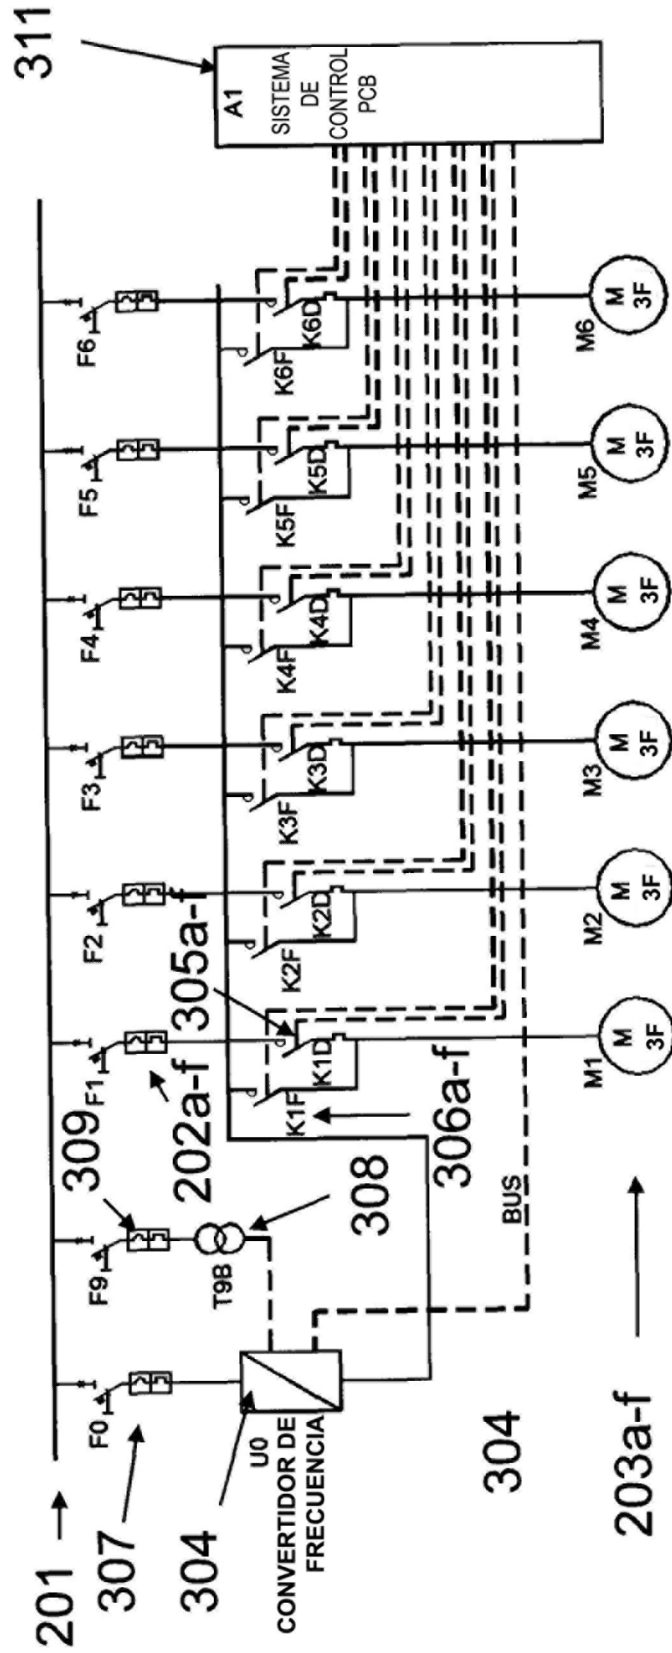 201
307
304
U0
CONVERTIDOR DE
FRECUENCIA
304
203a-f
F0
309
F9
T9B
308
BUS
202a-f
305a-f
306a-f
F1
F2
F3
F4
F5
F6
K1F
K1D
K2F
K2D
K3F
K3D
K4F
K4D
K5F
K5D
K6F
K6D
M1
M
3F
M2
M
3F
M3
M
3F
M4
M
3F
M5
M
3F
M6
M
3F
311
A1
SISTEMA
DE
CONTROL
PCB